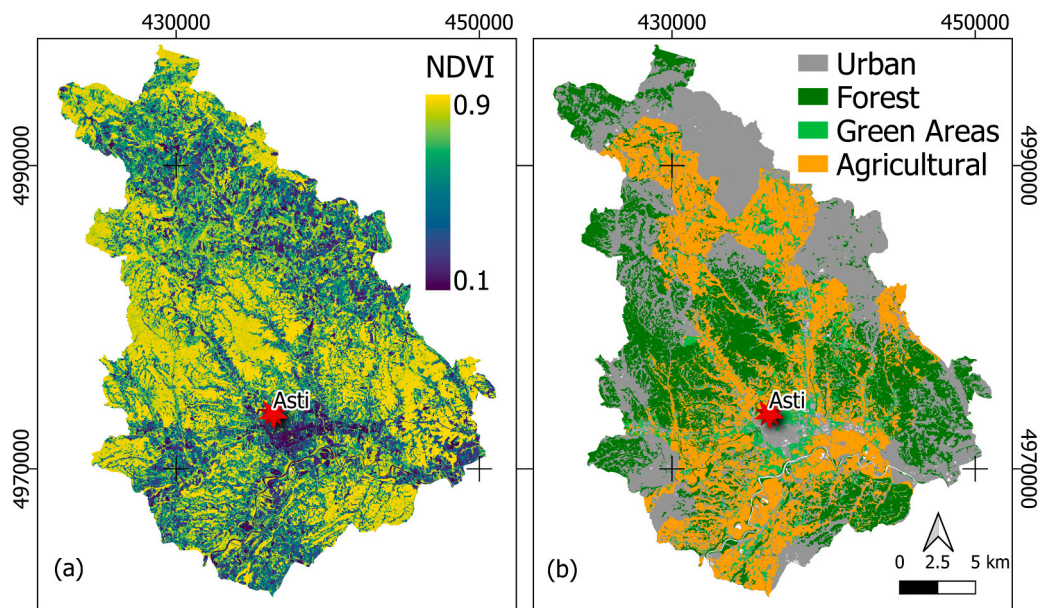 430000
450000
430000
450000
NDVI
0.9
0.1
4990000
4970000
Asti
(a)
Urban
Forest
Green Areas
Agricultural
4990000
4970000
Asti
0 2.5 5 km
(b)